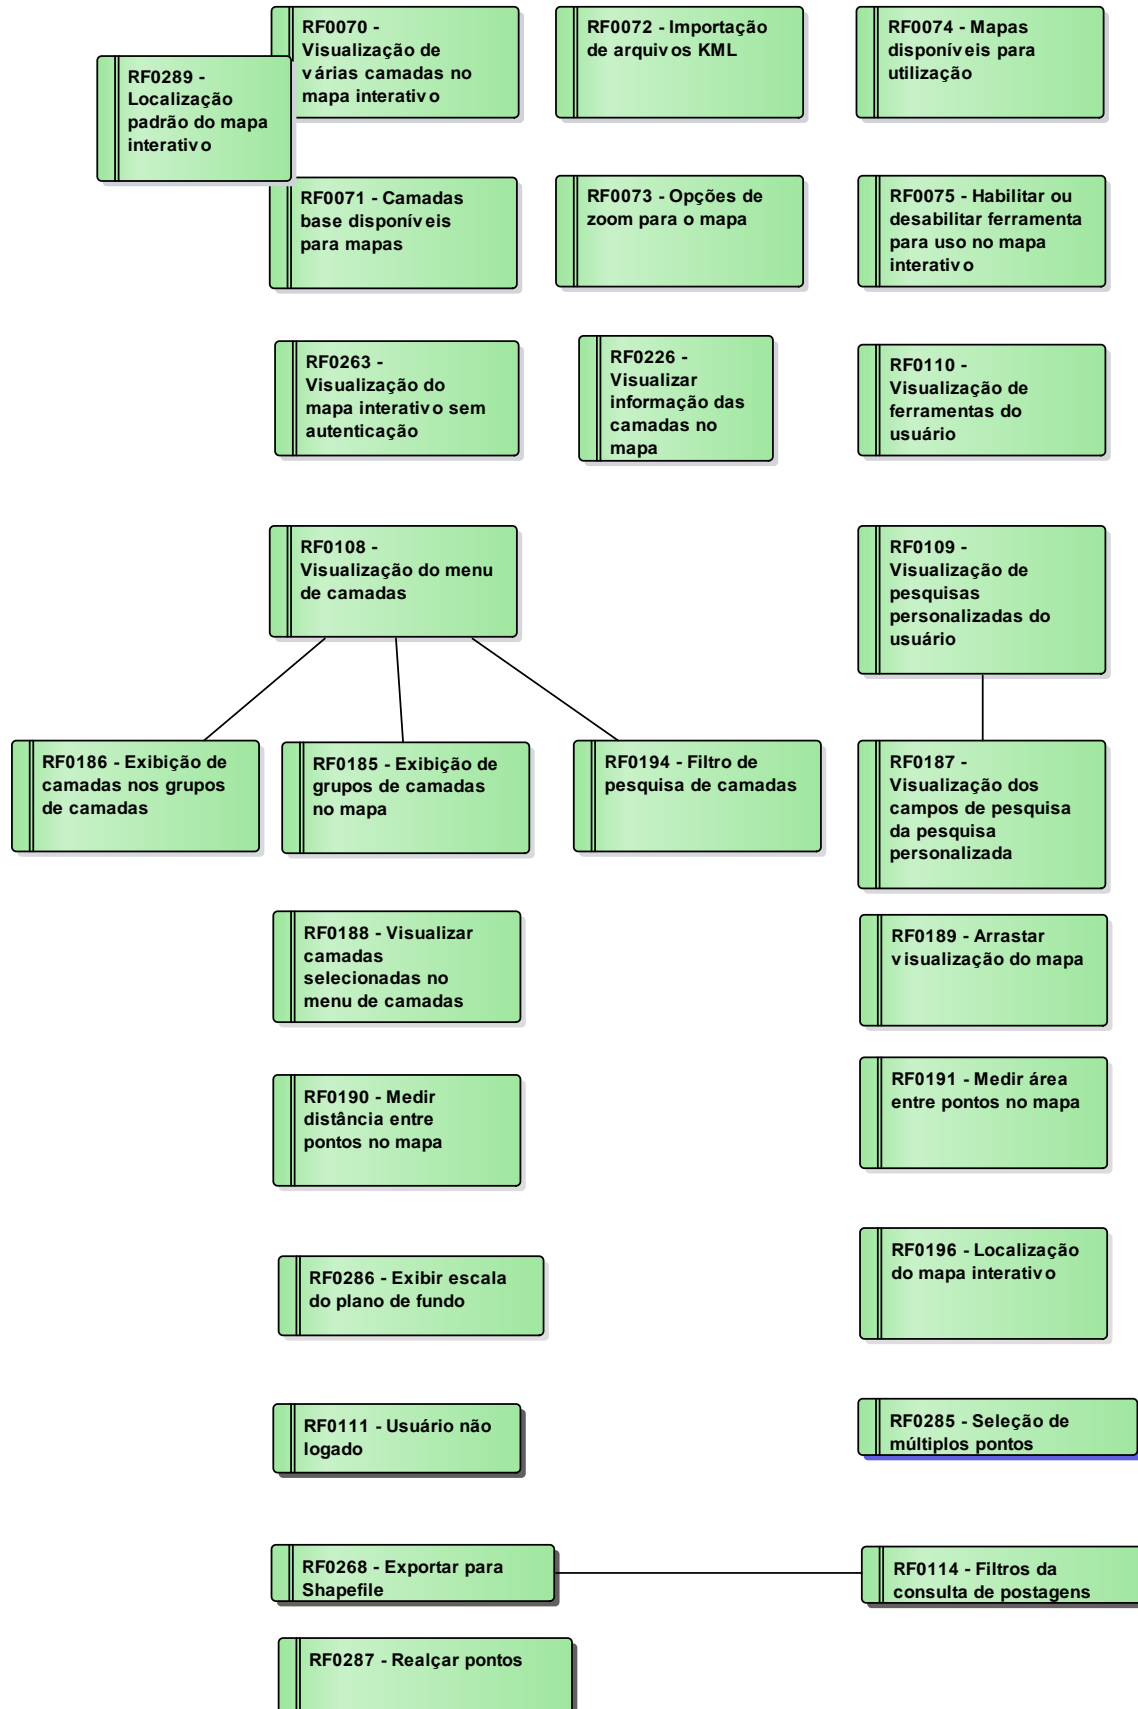 RF0070 -
Visualização de
várias camadas no
mapa interativo
RF0072 - Importação
de arquivos KML
RF0074 - Mapas
disponíveis para
utilização
RF0289 -
Localização
padrão do mapa
interativo
RF0071 - Camadas
base disponíveis
para mapas
RF0073 - Opções de
zoom para o mapa
RF0075 - Habilitar ou
desabilitar ferramenta
para uso no mapa
interativo
RF0263 -
Visualização do
mapa interativo sem
autenticação
RF0226 -
Visualizar
informação das
camadas no
mapa
RF0110 -
Visualização de
ferramentas do
usuário
RF0108 -
Visualização do menu
de camadas
RF0109 -
Visualização de
pesquisas
personalizadas do
usuário
RF0186 - Exibição de
camadas nos grupos
de camadas
RF0185 - Exibição de
grupos de camadas
no mapa
RF0194 - Filtro de
pesquisa de camadas
RF0187 -
Visualização dos
campos de pesquisa
da pesquisa
personalizada
RF0188 - Visualizar
camadas
selecionadas no
menu de camadas
RF0189 - Arrastar
visualização do mapa
RF0190 - Medir
distância entre
pontos no mapa
RF0191 - Medir área
entre pontos no mapa
RF0286 - Exibir escala
do plano de fundo
RF0196 - Localização
do mapa interativo
RF0111 - Usuário não
logado
RF0285 - Seleção de
múltiplos pontos
RF0268 - Exportar para
Shapefile
RF0114 - Filtros da
consulta de postagens
RF0287 - Realçar pontos